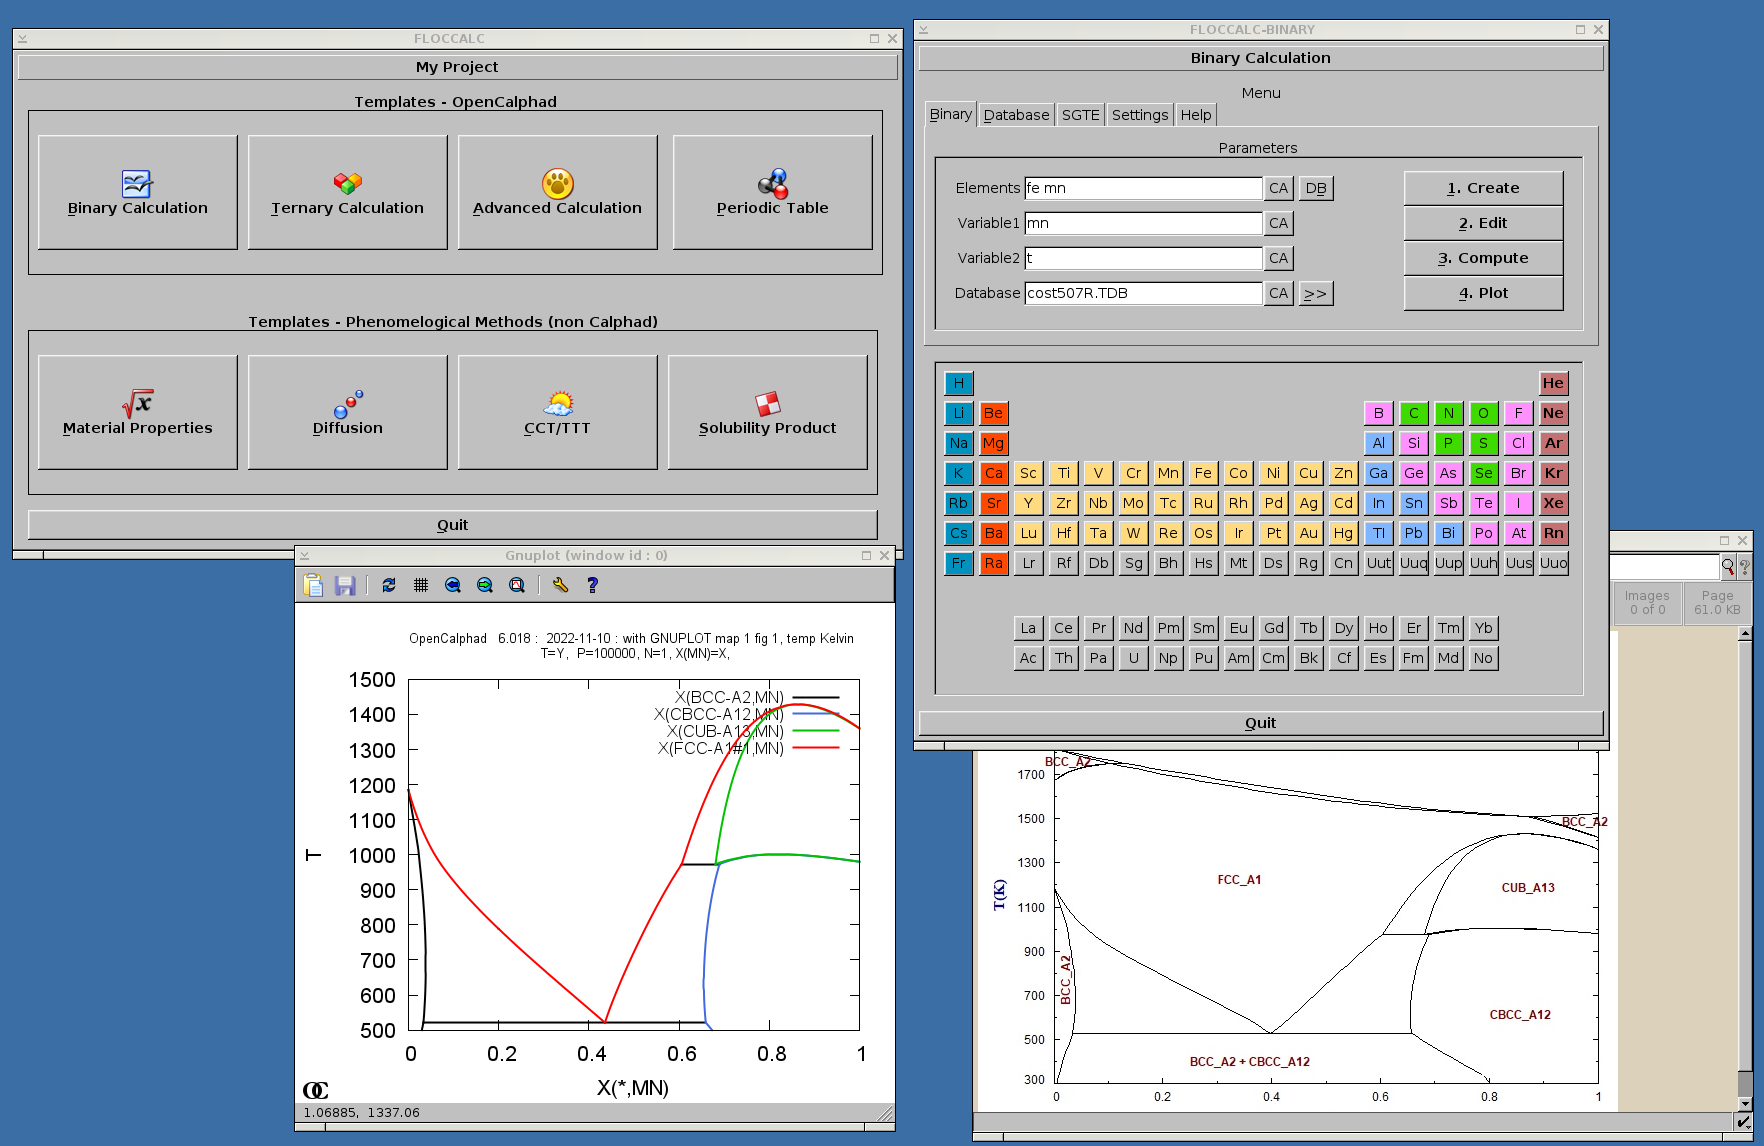 FLOCCALC
My Project
Templates - OpenCalphad
Binary Calculation
Ternary Calculation
Advanced Calculation
Periodic Table
Templates - Phenomelogical Methods (non Calphad)
Material Properties
Diffusion
CCT/TTT
Solubility Product
Quit
FLOCCALC-BINARY
Binary Calculation
Menu
Binary Database SGTE Settings Help
Parameters
Elements fe mn CA DB
1. Create
Variable1 mn CA
2. Edit
Variable2 t CA
3. Compute
Database cost507R.TDB CA >>
4. Plot
H He
Li Be B C N O F Ne
Na Mg Al Si P S Cl Ar
K Ca Sc Ti V Cr Mn Fe Co Ni Cu Zn Ga Ge As Se Br Kr
Rb Sr Y Zr Nb Mo Tc Ru Rh Pd Ag Cd In Sn Sb Te I Xe
Cs Ba Lu Hf Ta W Re Os Ir Pt Au Hg Tl Pb Bi Po At Rn
Fr Ra Lr Rf Db Sg Bh Hs Mt Ds Rg Cn Uut Uuq Uup Uuh Uus Uuo
La Ce Pr Nd Pm Sm Eu Gd Tb Dy Ho Er Tm Yb
Ac Th Pa U Np Pu Am Cm Bk Cf Es Fm Md No
Quit
Gnuplot (window id : 0)
OpenCalphad 6.018 : 2022-11-10 : with GNUPLOT map 1 fig 1, temp Kelvin
T=Y, P=100000, N=1, X(MN)=X,
X(BCC-A2,MN)
X(CBCC-A12,MN)
X(CUB-A13,MN)
X(FCC-A1#1,MN)
1500
1400
1300
1200
1100
1000
900
800
700
600
500
T
0 0.2 0.4 0.6 0.8 1
X(*,MN)
OC
1.06885, 1337.06
Images
0 of 0
Page
61.0 KB
1700
1500
1300
1100
900
700
500
300
T(K)
BCC_A2
BCC_A2
FCC_A1
CUB_A13
BCC_A2
CBCC_A12
BCC_A2 + CBCC_A12
0 0.2 0.4 0.6 0.8 1